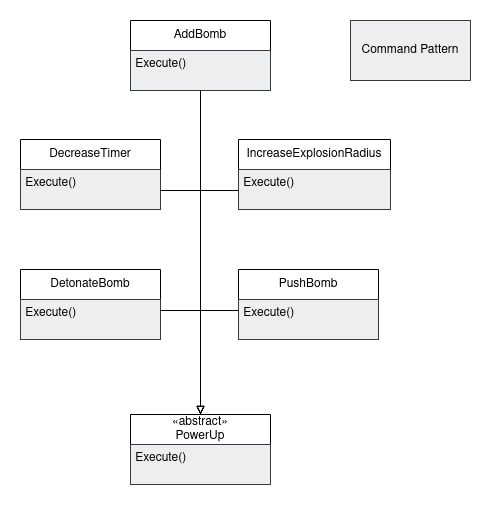 AddBomb
Execute()
Command Pattern
DecreaseTimer
Execute()
IncreaseExplosionRadius
Execute()
DetonateBomb
Execute()
PushBomb
Execute()
«abstract»
PowerUp
Execute()